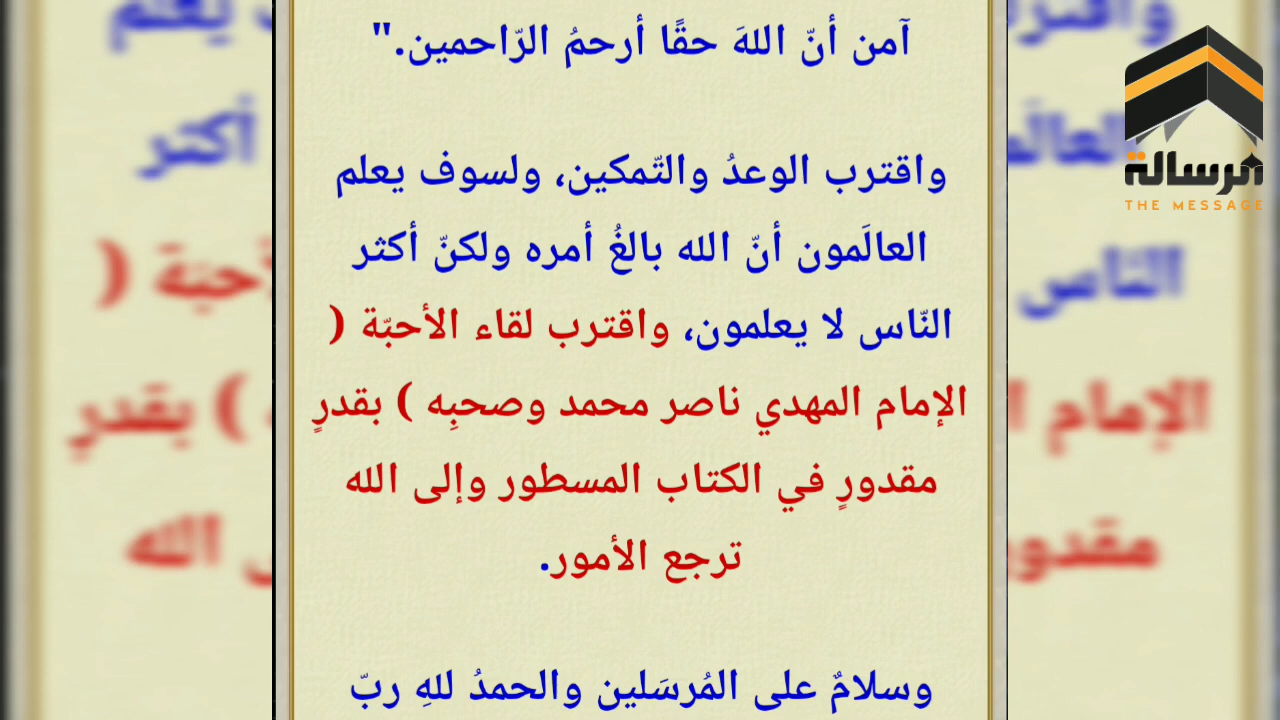 آمن أنّ اللهَ حقًا أرحمُ الرّاحمين."
واقترب الوعدُ والتّمكين، ولسوف يعلم
العالَمون أنّ الله بالغُ أمره ولكنّ أكثر
النّاس لا يعلمون، واقترب لقاء الأحبّة (
الإمام المهدي ناصر محمد وصحبِه ) بقدرٍ
مقدورٍ في الكتاب المسطور وإلى الله
ترجع الأمور.
وسلامٌ على المُرسَلين والحمدُ للهِ ربّ
الرسالة
THE MESSAGE